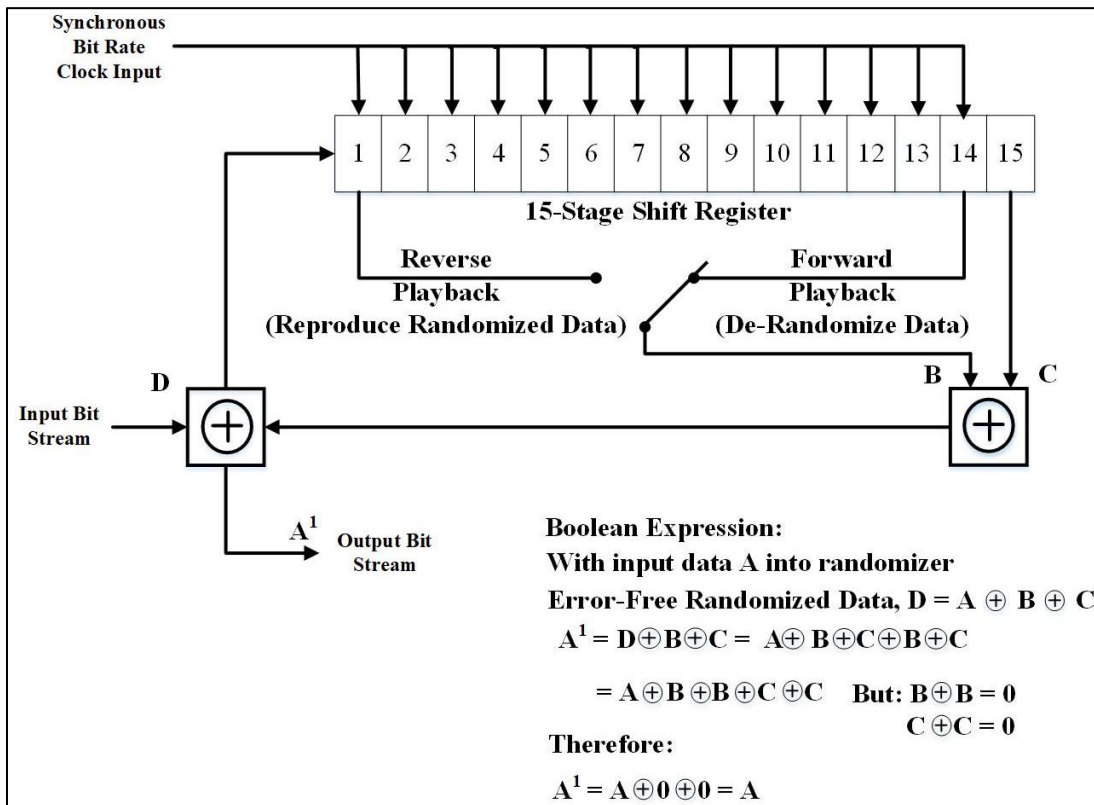 Synchronous
Bit Rate
Clock Input
1 2 3 4 5 6 7 8 9 10 11 12 13 14 15
15-Stage Shift Register
Reverse
Playback
(Reproduce Randomized Data)
Forward
Playback
(De-Randomize Data)
D
B
C
Input Bit
Stream
A¹
Output Bit
Stream
Boolean Expression:
With input data A into randomizer
Error-Free Randomized Data, D = A ⊕ B ⊕ C
A¹ = D⊕B⊕C = A⊕ B⊕C⊕B⊕C
= A⊕B⊕B⊕C⊕C But: B⊕B = 0
C⊕C = 0
Therefore:
A¹ = A⊕0⊕0 = A